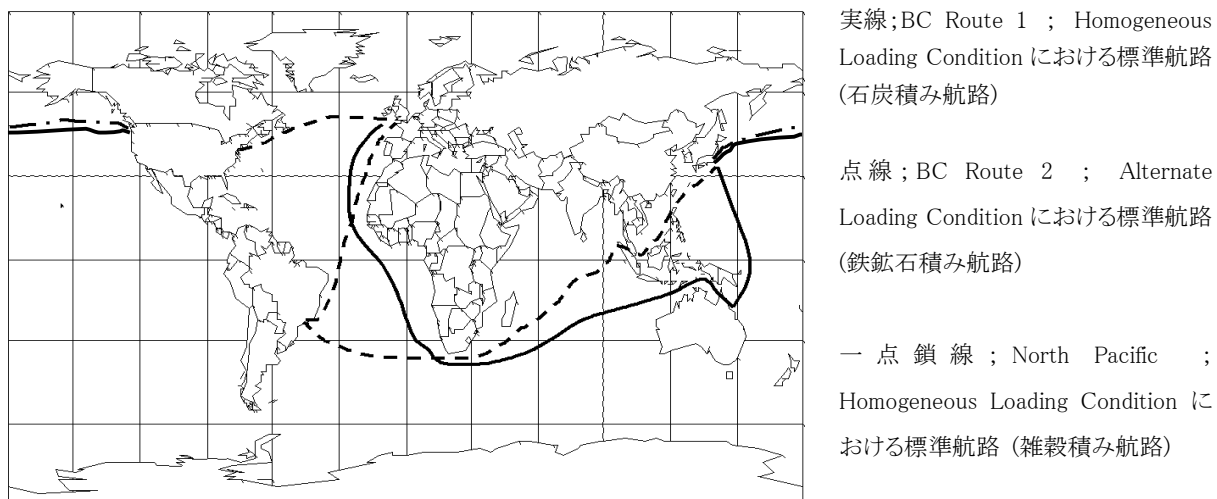 実線;BC Route 1 ; Homogeneous
Loading Condition における標準航路
(石炭積み航路)
点線;BC Route 2 ; Alternate
Loading Condition における標準航路
(鉄鉱石積み航路)
一点鎖線; North Pacific ;
Homogeneous Loading Condition に
おける標準航路 (雑穀積み航路)